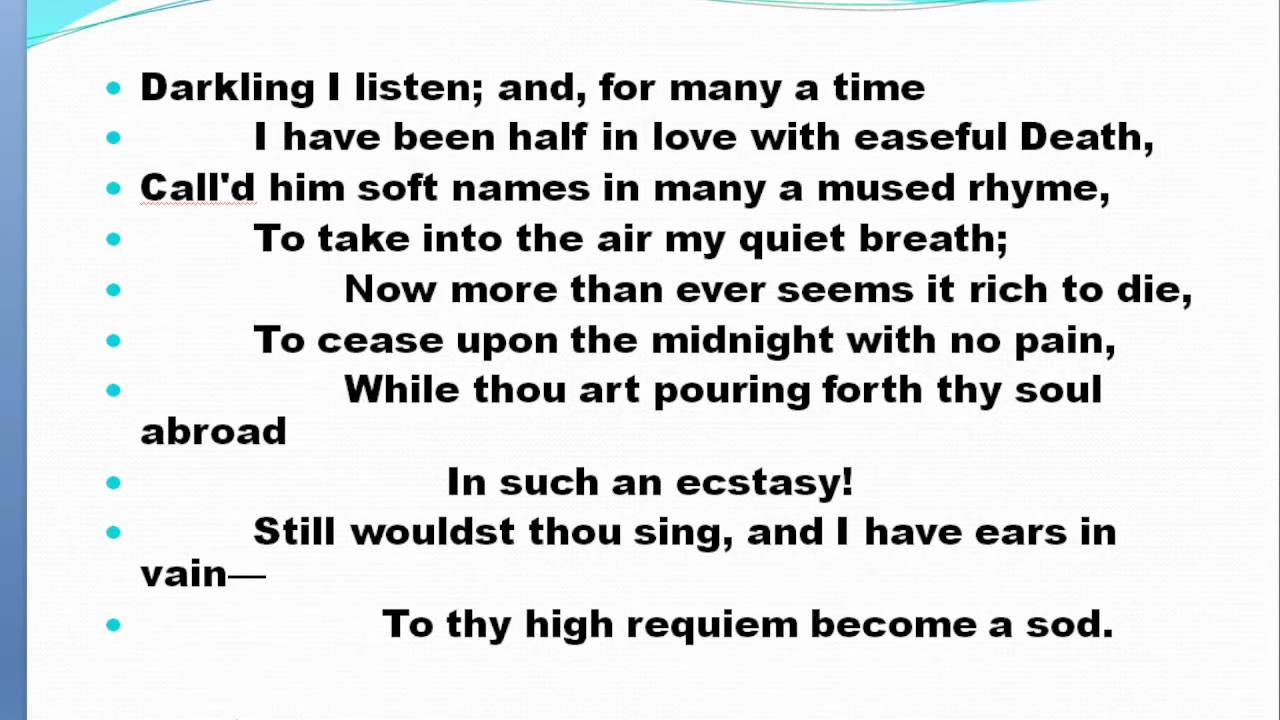 Darkling I listen; and, for many a time
I have been half in love with easeful Death,
Call'd him soft names in many a mused rhyme,
To take into the air my quiet breath;
Now more than ever seems it rich to die,
To cease upon the midnight with no pain,
While thou art pouring forth thy soul
abroad
In such an ecstasy!
Still wouldst thou sing, and I have ears in
vain—
To thy high requiem become a sod.